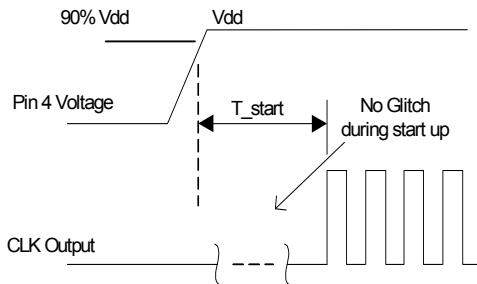 90% Vdd
Vdd
Pin 4 Voltage
T_start
No Glitch
during start up
CLK Output